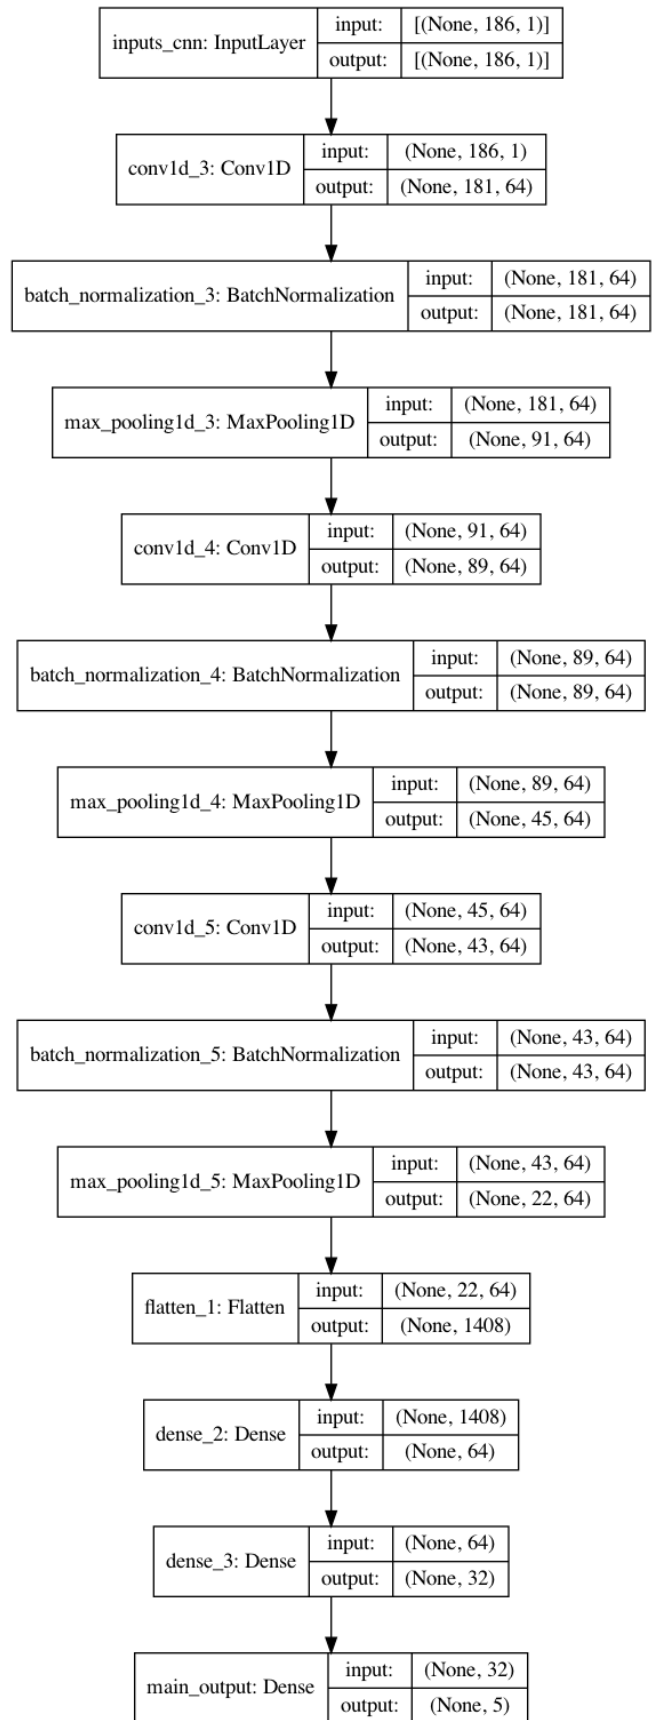 inputs_cnn: InputLayer
input: [(None, 186, 1)]
output: [(None, 186, 1)]
conv1d_3: Conv1D
input: (None, 186, 1)
output: (None, 181, 64)
batch_normalization_3: BatchNormalization
input: (None, 181, 64)
output: (None, 181, 64)
max_pooling1d_3: MaxPooling1D
input: (None, 181, 64)
output: (None, 91, 64)
conv1d_4: Conv1D
input: (None, 91, 64)
output: (None, 89, 64)
batch_normalization_4: BatchNormalization
input: (None, 89, 64)
output: (None, 89, 64)
max_pooling1d_4: MaxPooling1D
input: (None, 89, 64)
output: (None, 45, 64)
conv1d_5: Conv1D
input: (None, 45, 64)
output: (None, 43, 64)
batch_normalization_5: BatchNormalization
input: (None, 43, 64)
output: (None, 43, 64)
max_pooling1d_5: MaxPooling1D
input: (None, 43, 64)
output: (None, 22, 64)
flatten_1: Flatten
input: (None, 22, 64)
output: (None, 1408)
dense_2: Dense
input: (None, 1408)
output: (None, 64)
dense_3: Dense
input: (None, 64)
output: (None, 32)
main_output: Dense
input: (None, 32)
output: (None, 5)